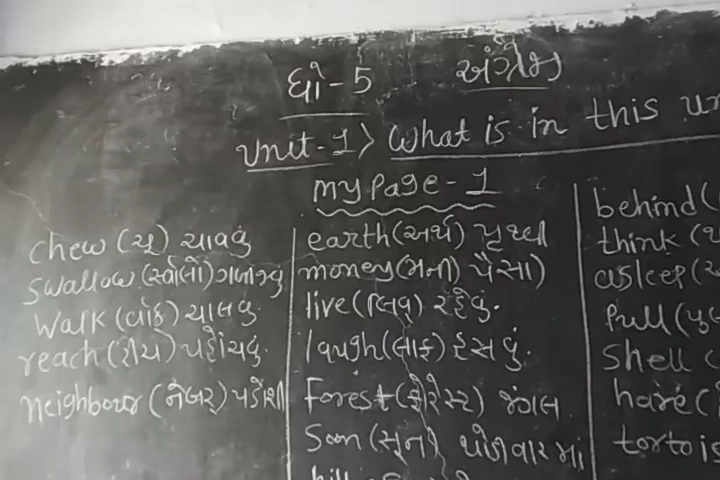 ધો-5 અંગ્રેજી
Unit-1> What is in this un
my Page-1
chew (ચૂ) ચાવવું
swallow (સ્વોલો) ગળવું
Walk (વોક) ચાલવું
reach (રીચ) પહોંચવું.
Neighbour (નેબર) પડોશી
earth (અર્થ) પૃથ્વી
money (મની) પૈસા)
live (લિવ) રહેવું.
laugh (લાફ) હસવું.
Forest (ફોરેસ્ટ) જંગલ
Soon (સૂન) થોડીવારમાં
behind (
think (થ
asleep (
Pull (પુલ
Shell (
hare (
tortois